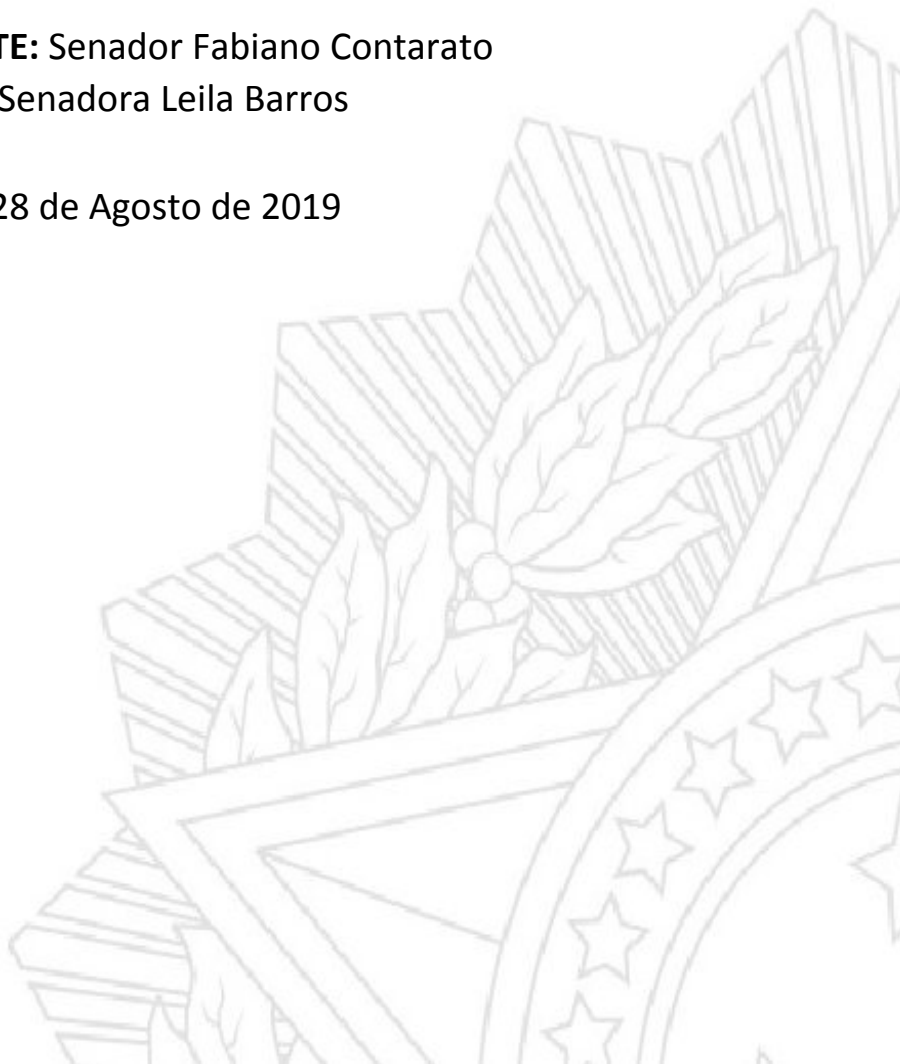 TE: Senador Fabiano Contarato
Senadora Leila Barros
28 de Agosto de 2019